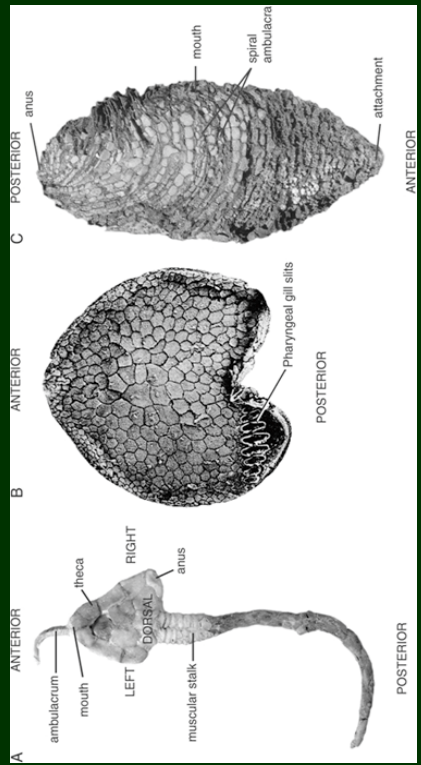 A
ANTERIOR
ambulacrum
mouth
theca
LEFT
DORSAL
RIGHT
anus
muscular stalk
POSTERIOR
B
ANTERIOR
Pharyngeal gill slits
POSTERIOR
C
POSTERIOR
anus
mouth
spiral
ambulacra
attachment
ANTERIOR